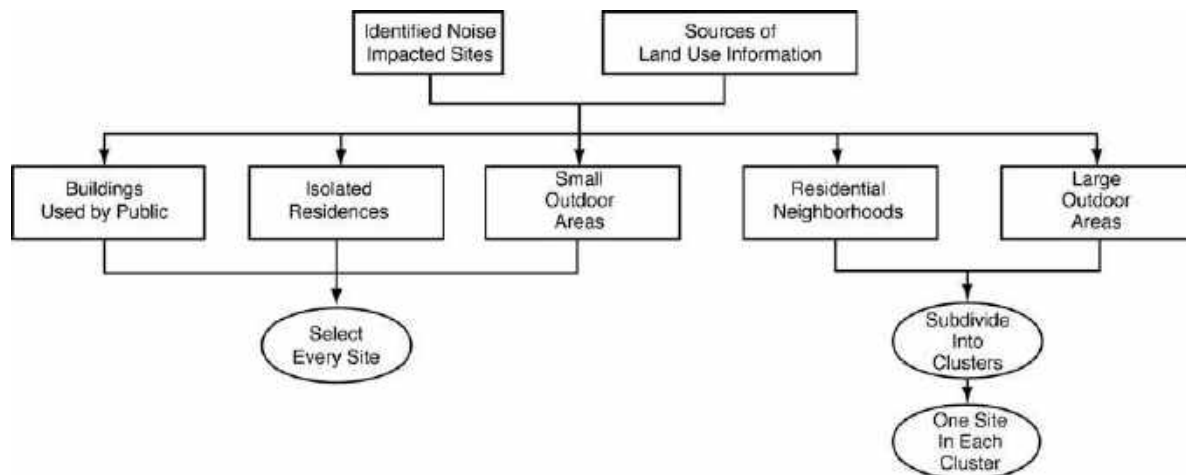 Identified Noise
Impacted Sites
Sources of
Land Use Information
Buildings
Used by Public
Isolated
Residences
Small
Outdoor
Areas
Residential
Neighborhoods
Large
Outdoor
Areas
Select
Every Site
Subdivide
Into
Clusters
One Site
In Each
Cluster